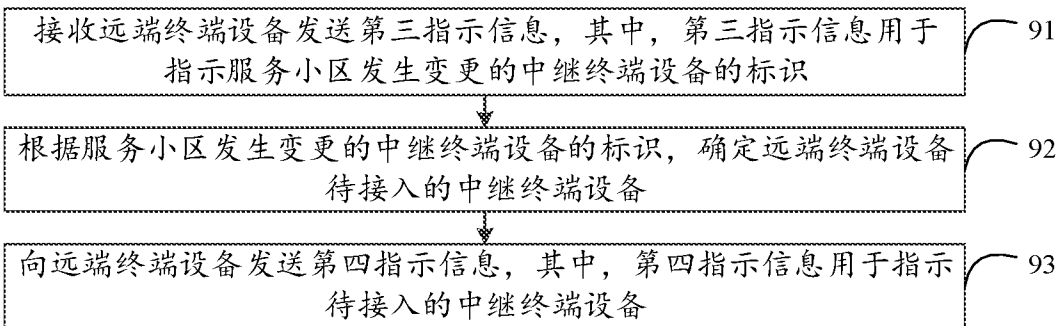 接收远端终端设备发送第三指示信息，其中，第三指示信息用于
指示服务小区发生变更的中继终端设备的标识
91
根据服务小区发生变更的中继终端设备的标识，确定远端终端设备
待接入的中继终端设备
92
向远端终端设备发送第四指示信息，其中，第四指示信息用于指示
待接入的中继终端设备
93